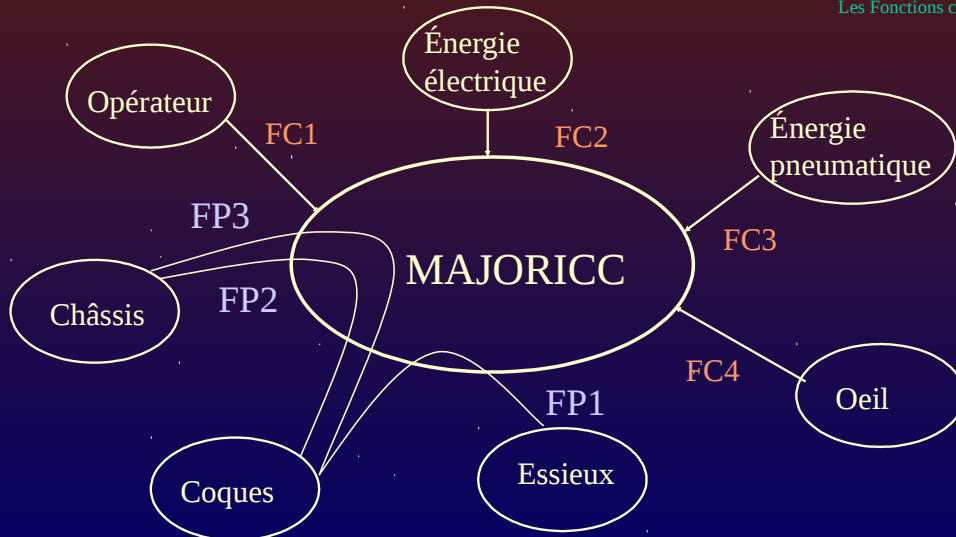 Les Fonctions c
Énergie
électrique
Opérateur
FC1
FC2
Énergie
pneumatique
FP3
FC3
MAJORICC
FP2
Châssis
FC4
FP1
Oeil
Essieux
Coques